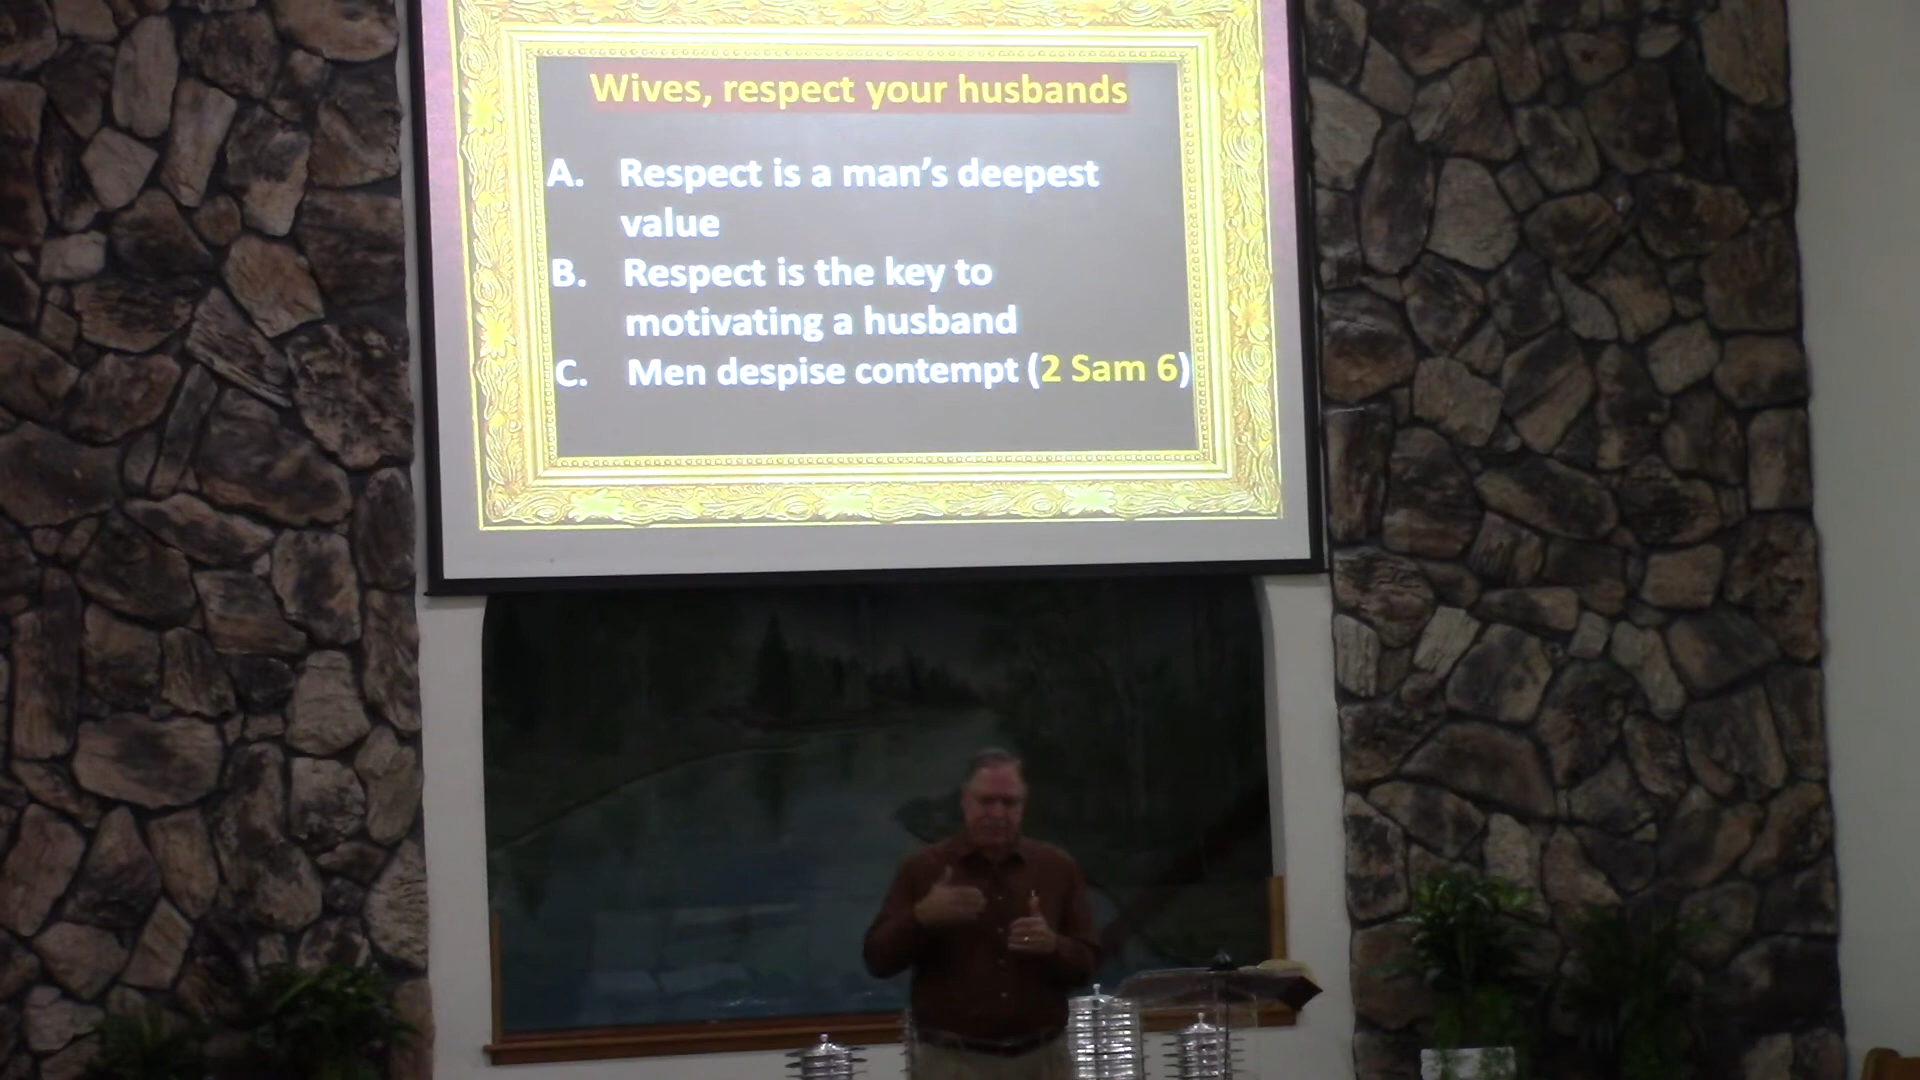 Wives, respect your husbands
A. Respect is a man’s deepest
value
B. Respect is the key to
motivating a husband
C. Men despise contempt (2 Sam 6)